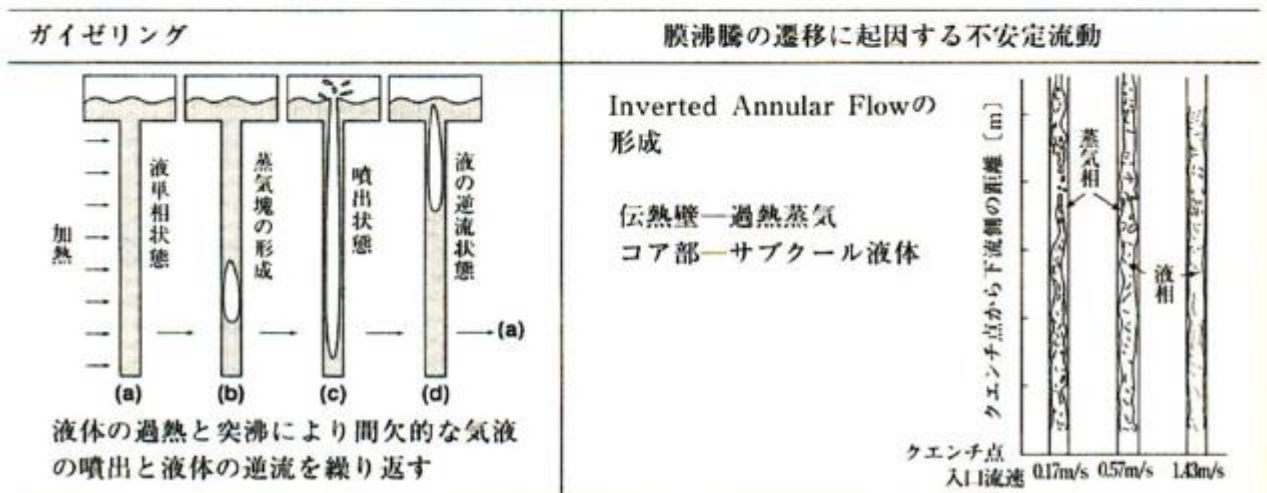 ガイゼリング
加熱
液単相状態
蒸気塊の形成
噴出状態
液の逆流状態
(a)
(a)
(b)
(c)
(d)
液体の過熱と突沸により間欠的な気液
の噴出と液体の逆流を繰り返す
膜沸騰の遷移に起因する不安定流動
Inverted Annular Flowの
形成
伝熱壁―過熱蒸気
コア部―サブクール液体
クエンチ点から下流側の距離〔m〕
蒸気相
液相
クエンチ点
入口流速 0.17m/s 0.57m/s 1.43m/s